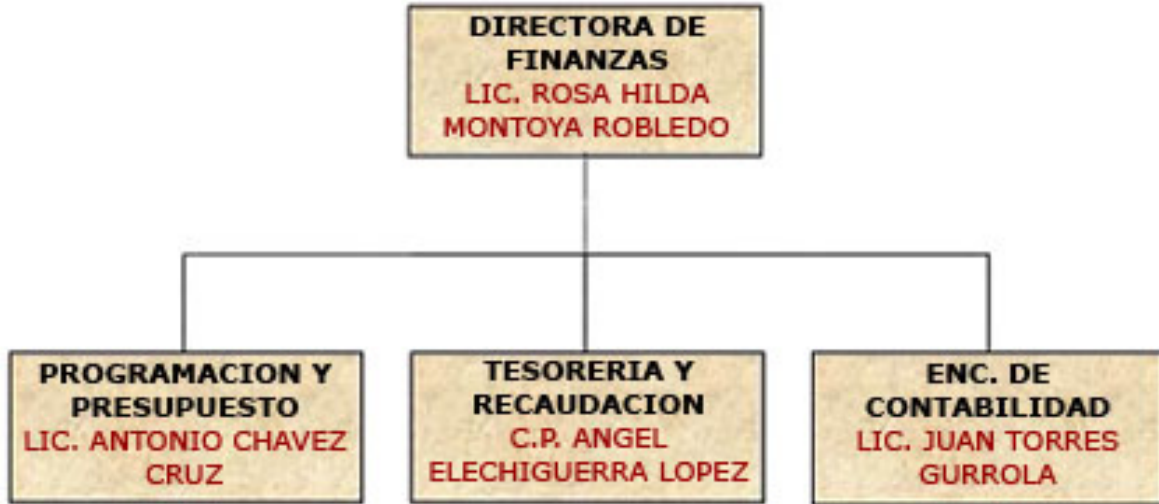 DIRECTORA DE
FINANZAS
LIC. ROSA HILDA
MONTOYA ROBLEDO
PROGRAMACION Y
PRESUPUESTO
LIC. ANTONIO CHAVEZ
CRUZ
TESORERIA Y
RECAUDACION
C.P. ANGEL
ELECHIGUERRA LOPEZ
ENC. DE
CONTABILIDAD
LIC. JUAN TORRES
GURROLA